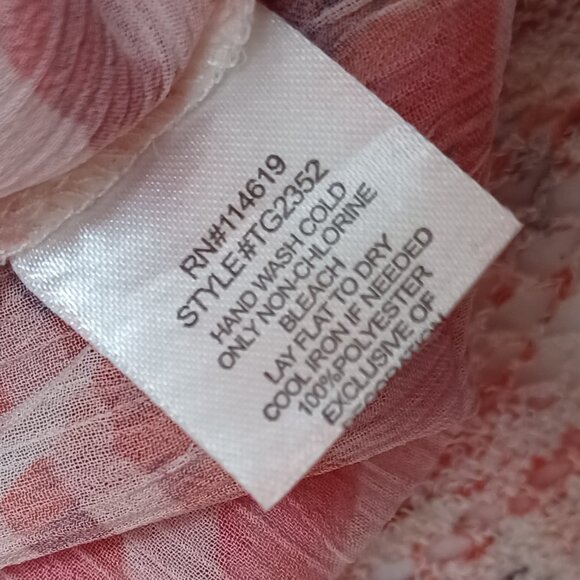 RN#114619
STYLE#TG2352
HAND WASH COLD
ONLY NON-CHLORINE
BLEACH
LAY FLAT TO DRY
COOL IRON IF NEEDED
100%POLYESTER
EXCLUSIVE OF
DECORATION